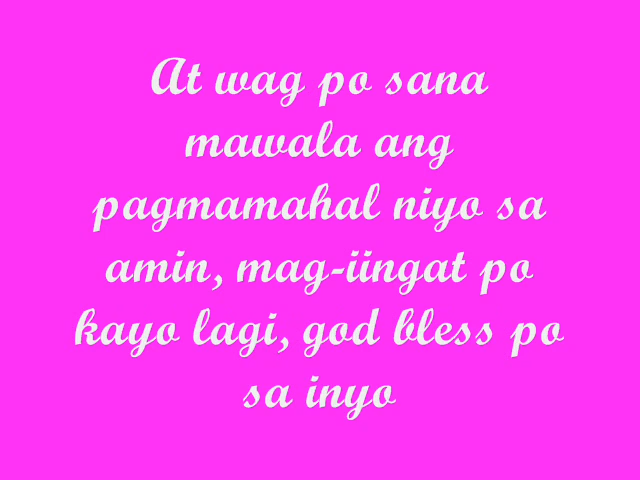 At wag po sana
mawala ang
pagmamahal niyo sa
amin, mag-iingat po
kayo lagi, god bless po
sa inyo